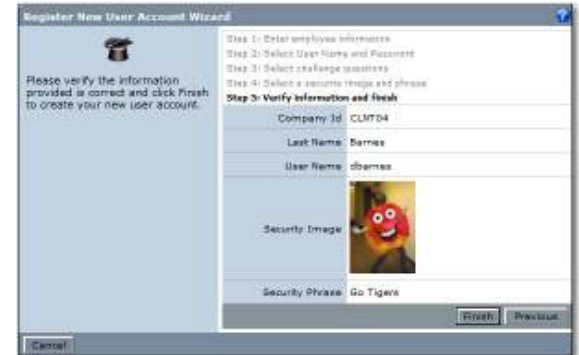 Register New User Account Wizard
Please verify the information
provided is correct and click Finish
to create your new user account.
Step 1: Enter employee information
Step 2: Select User Name and Password
Step 3: Select challenge questions
Step 4: Select a security image and phrase
Step 5: Verify information and finish
Company Id CLNT04
Last Name Barnes
User Name dbarnes
Security Image
Security Phrase Go Tigers
Finish Previous
Cancel